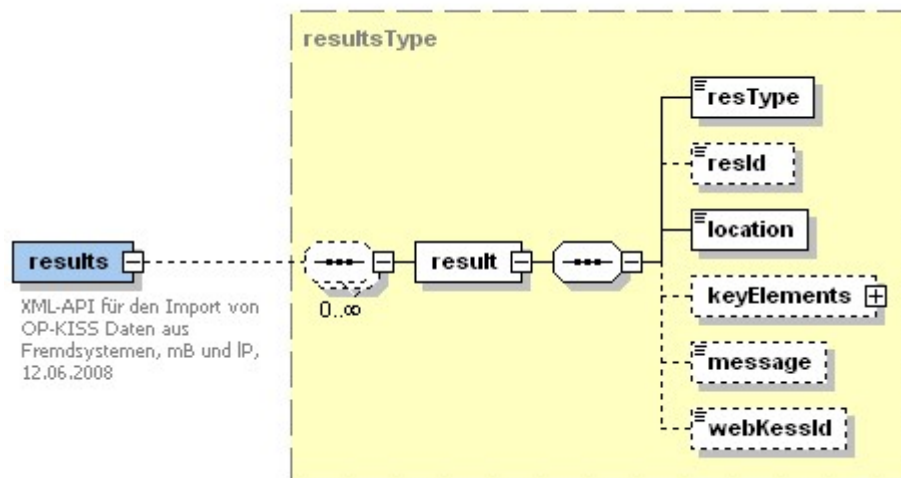 resultsType
resType
resId
location
results
result
keyElements
0..∞
message
webKessId
XML-API für den Import von
OP-KISS Daten aus
Fremdsystemen, mB und IP,
12.06.2008